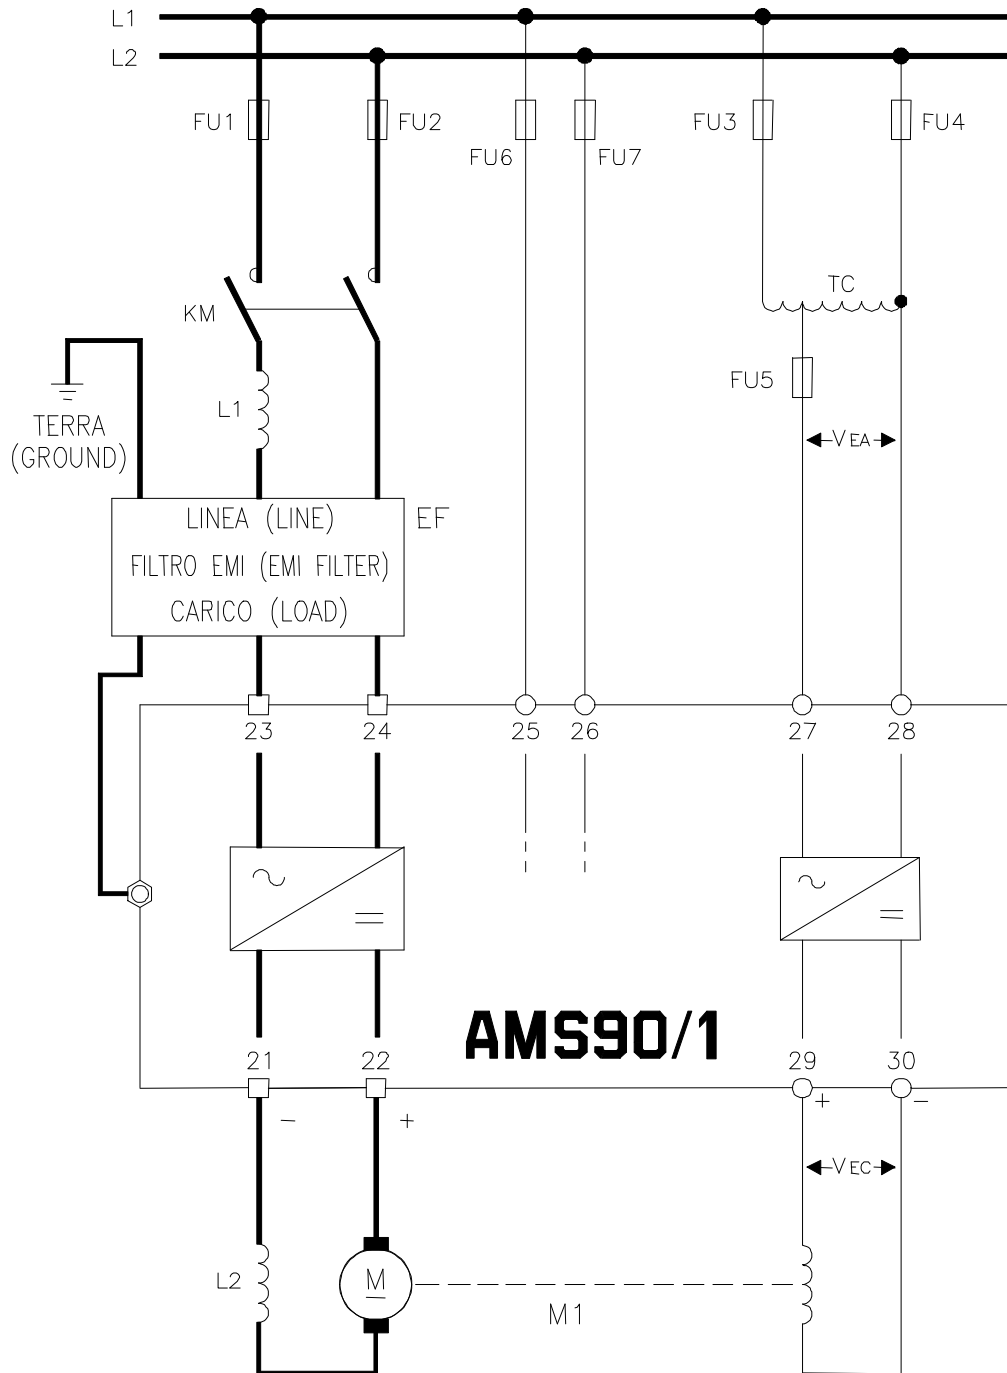 L1
L2
FU1
FU2
FU6
FU7
FU3
FU4
TC
KM
FU5
L1
TERRA
(GROUND)
VEA
LINEA (LINE)
EF
FILTRO EMI (EMI FILTER)
CARICO (LOAD)
23
24
25
26
27
28
AMS90/1
21
22
29
30
-
+
+
-
VEC
L2
M
M1